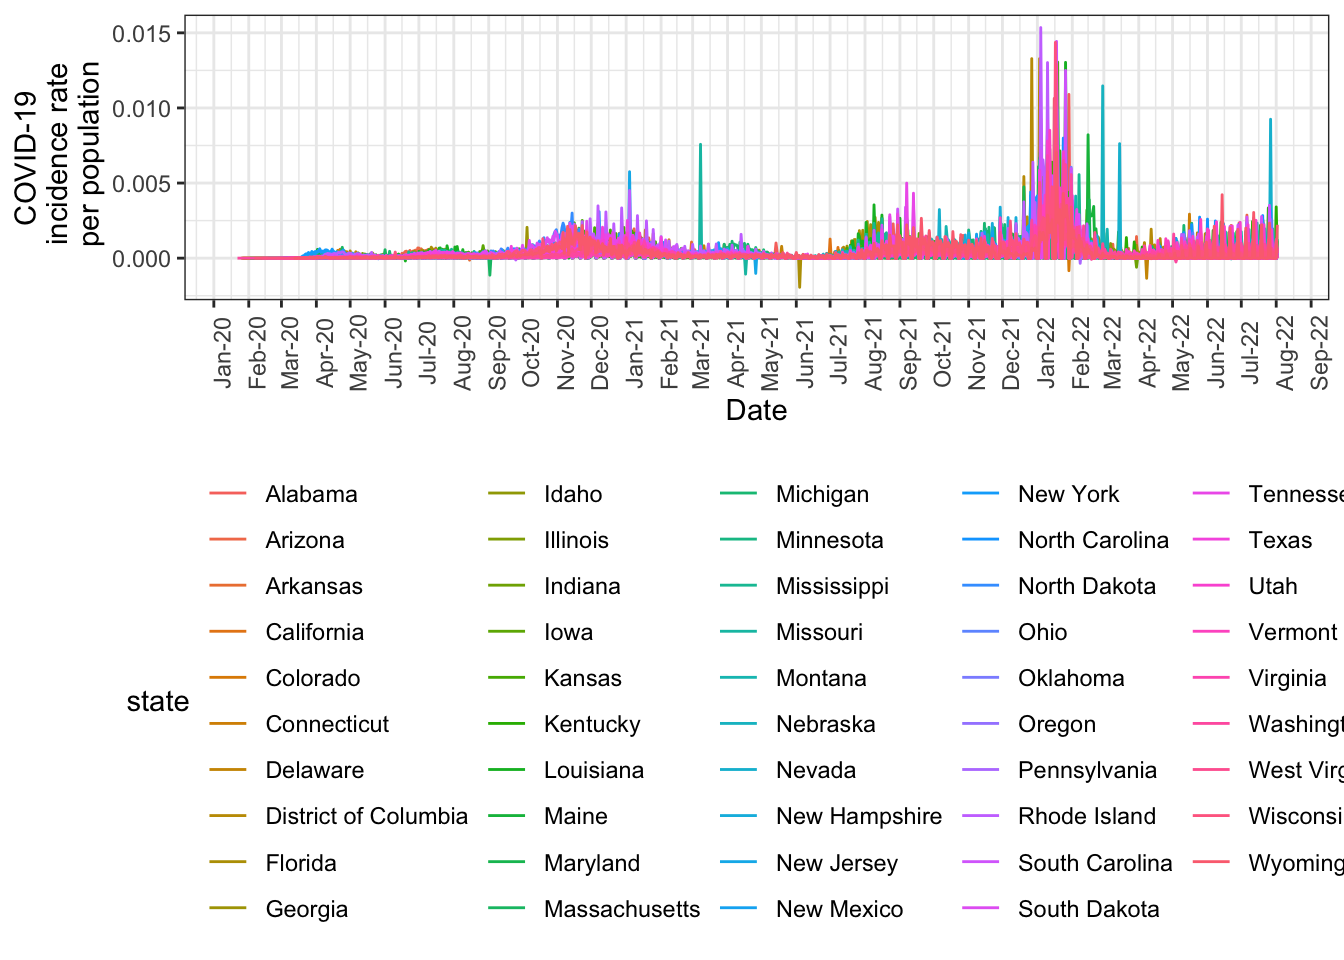 0.015
0.010
0.005
0.000
COVID-19
incidence rate
per population
Jan-20
Feb-20
Mar-20
Apr-20
May-20
Jun-20
Jul-20
Aug-20
Sep-20
Oct-20
Nov-20
Dec-20
Jan-21
Feb-21
Mar-21
Apr-21
May-21
Jun-21
Jul-21
Aug-21
Sep-21
Oct-21
Nov-21
Dec-21
Jan-22
Feb-22
Mar-22
Apr-22
May-22
Jun-22
Jul-22
Aug-22
Sep-22
Date
state
Alabama
Arizona
Arkansas
California
Colorado
Connecticut
Delaware
District of Columbia
Florida
Georgia
Idaho
Illinois
Indiana
Iowa
Kansas
Kentucky
Louisiana
Maine
Maryland
Massachusetts
Michigan
Minnesota
Mississippi
Missouri
Montana
Nebraska
Nevada
New Hampshire
New Jersey
New Mexico
New York
North Carolina
North Dakota
Ohio
Oklahoma
Oregon
Pennsylvania
Rhode Island
South Carolina
South Dakota
Tennesse
Texas
Utah
Vermont
Virginia
Washingt
West Virg
Wisconsi
Wyoming